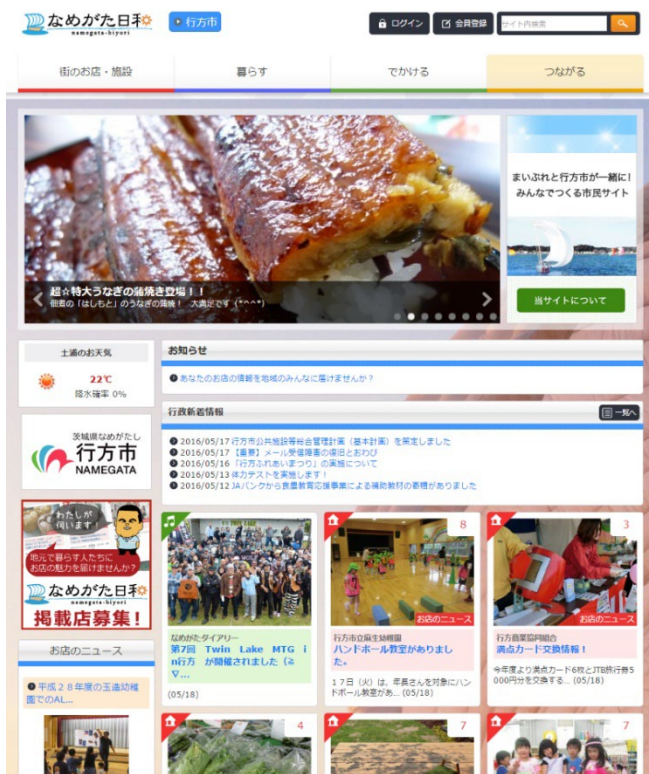 なめがた日和
namegata-biyori
行方市
ログイン
会員登録
サイト内検索
街のお店・施設
暮らす
でかける
つながる
超☆特大うなぎの蒲焼き登場！！
佃煮の「はしもと」のうなぎの蒲焼！ 大満足です (*^^*)
まいぷれと行方市が一緒に!
みんなでつくる市民サイト
当サイトについて
土浦のお天気
22℃
降水確率 0%
茨城県なめがたし
行方市
NAMEGATA
わたしが
伺います!
地元で暮らす人たちに
お店の魅力を届けませんか？
なめがた日和
namegata-biyori
掲載店募集!
お店のニュース
平成２８年度の玉造幼稚
園でのAL...
お知らせ
あなたのお店の情報を地域のみんなに届けませんか？
行政新着情報
一覧へ
2016/05/17 行方市公共施設等総合管理計画（基本計画）を策定しました
2016/05/17 【重要】メール受信障害の復旧とおわび
2016/05/16 「行方ふれあいまつり」の実施について
2016/05/13 体力テストを実施します！
2016/05/12 JAバンクから食農教育応援事業による補助教材の寄贈がありました
なめがたダイアリー
第7回 Twin Lake MTG i
n行方 が開催されました（≧
∇...
(05/18)
8
お店のニュース
行方市立麻生幼稚園
ハンドボール教室がありまし
た。
１７日（火）は、年長さんを対象にハン
ドボール教室があ... (05/18)
3
お店のニュース
行方商業協同組合
満点カード交換情報！
今年度より満点カード6枚とJTB旅行券5
000円分を交換する... (05/18)
4
7
7